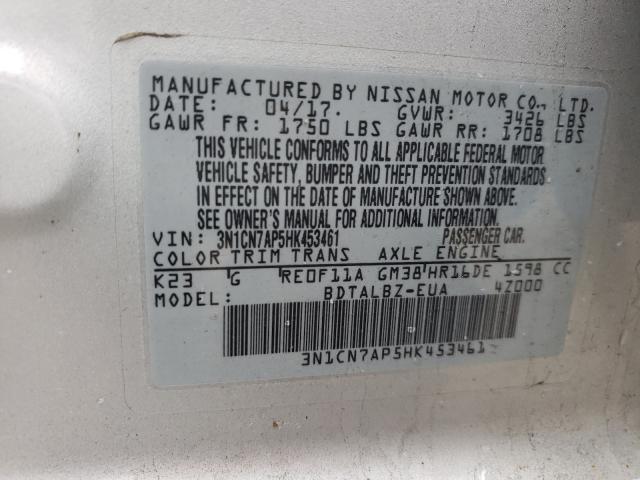 MANUFACTURED BY NISSAN MOTOR CO., LTD.
DATE: 04/17. GVWR: 3426 LBS
GAWR FR: 1750 LBS GAWR RR: 1708 LBS
THIS VEHICLE CONFORMS TO ALL APPLICABLE FEDERAL MOTOR
VEHICLE SAFETY, BUMPER AND THEFT PREVENTION STANDARDS
IN EFFECT ON THE DATE OF MANUFACTURE SHOWN ABOVE.
SEE OWNER'S MANUAL FOR ADDITIONAL INFORMATION.
VIN: 3N1CN7AP5HK453461 PASSENGER CAR.
COLOR TRIM TRANS AXLE ENGINE
K23 G RE0F11A GM38 HR16DE 1598 CC
MODEL: BDTALBZ-EUA 4Z000
3N1CN7AP5HK453461